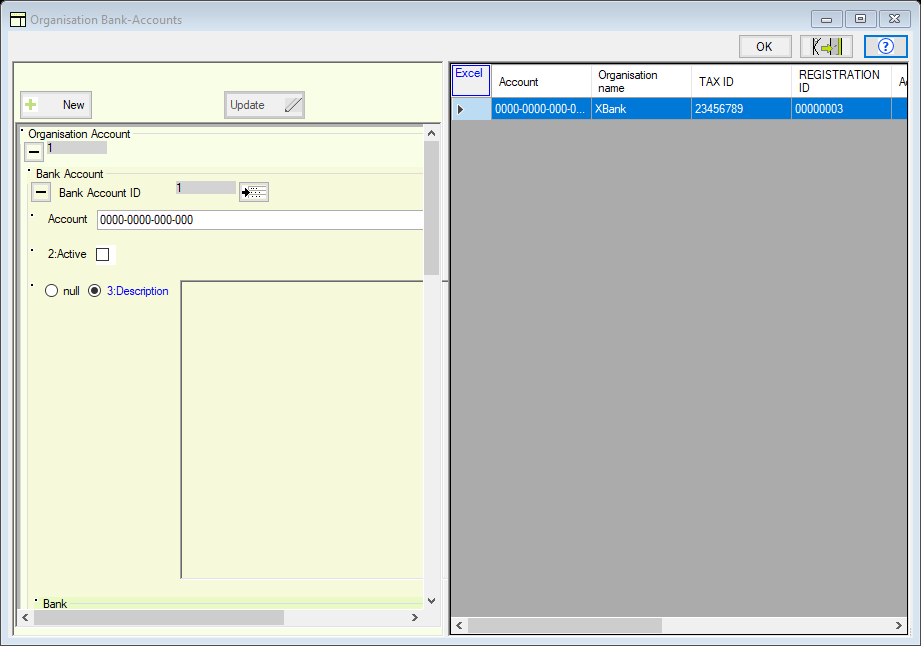 Organisation Bank-Accounts
OK
?
New
Update
Organisation Account
1
Bank Account
Bank Account ID
1
Account
0000-0000-000-000
2:Active
null
3:Description
Bank
Excel
Account
Organisation
name
TAX ID
REGISTRATION
ID
0000-0000-000-0...
XBank
23456789
00000003